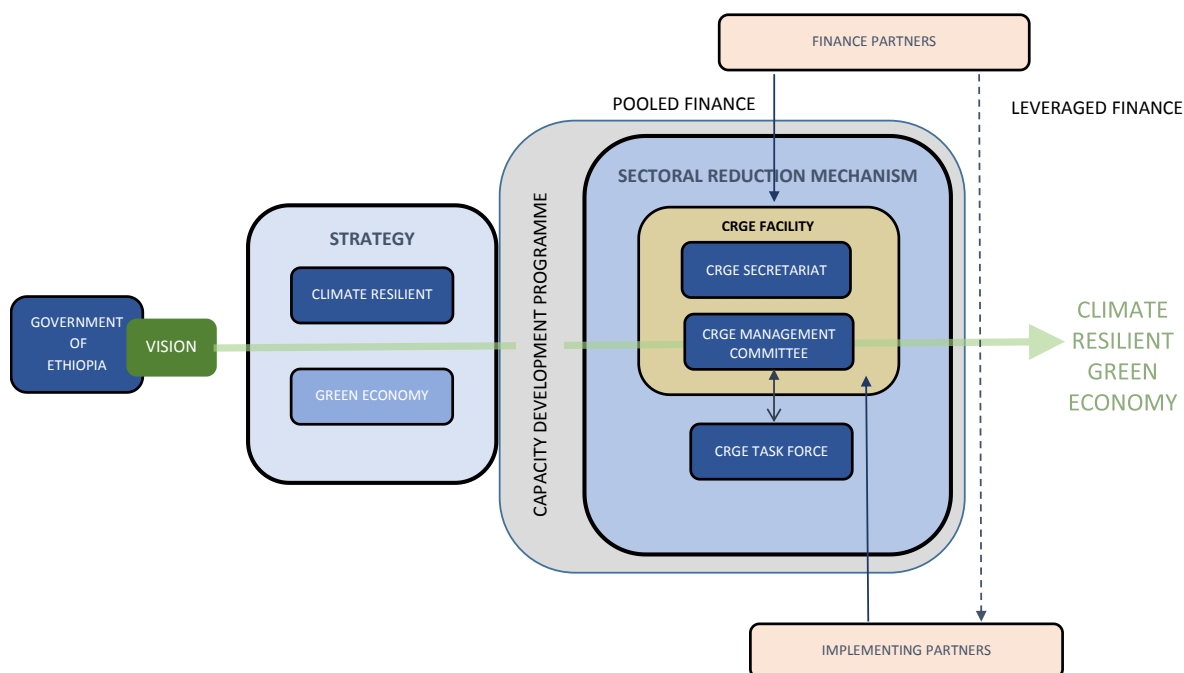 FINANCE PARTNERS
POOLED FINANCE
LEVERAGED FINANCE
SECTORAL REDUCTION MECHANISM
CAPACITY DEVELOPMENT PROGRAMME
CRGE FACILITY
STRATEGY
CRGE SECRETARIAT
CLIMATE RESILIENT
GOVERNMENT
OF
ETHIOPIA
VISION
CRGE MANAGEMENT
COMMITTEE
CLIMATE
RESILIENT
GREEN
ECONOMY
GREEN ECONOMY
CRGE TASK FORCE
IMPLEMENTING PARTNERS